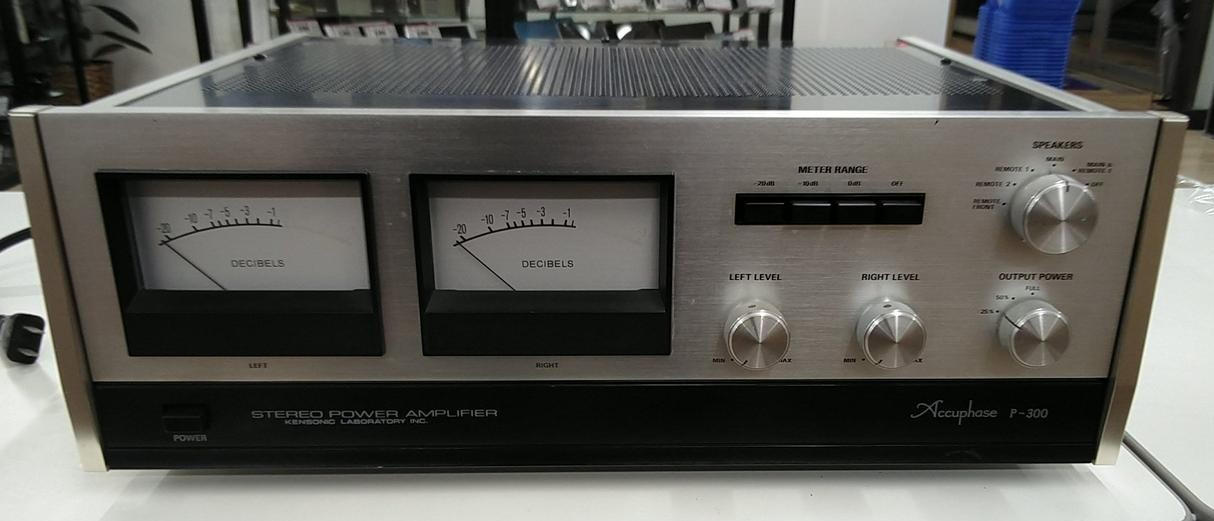 SPEAKERS
MAIN
REMOTE 1
MAIN &
REMOTE 1
REMOTE 2
OFF
REMOTE
FRONT
METER RANGE
-20dB -10dB 0dB OFF
-20 -10 -7 -5 -3 -1
DECIBELS
-20 -10 -7 -5 -3 -1
DECIBELS
LEFT
RIGHT
LEFT LEVEL
MIN
RIGHT LEVEL
MIN
OUTPUT POWER
FULL
50%
25%
POWER
STEREO POWER AMPLIFIER
KENSONIC LABORATORY INC.
Accuphase P-300